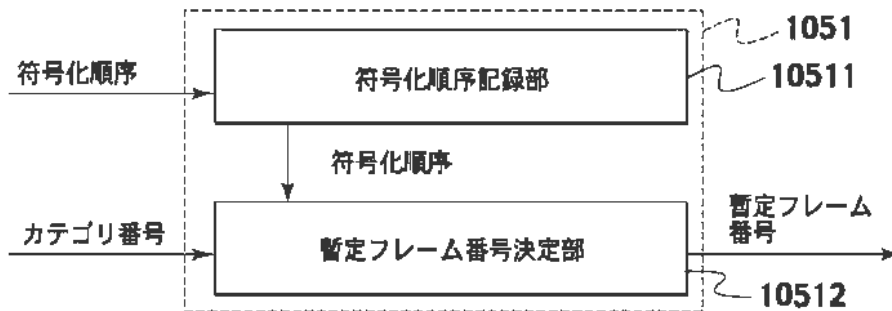 1051
符号化順序
符号化順序記録部
10511
符号化順序
カテゴリ番号
暫定フレーム番号決定部
暫定フレーム
番号
10512